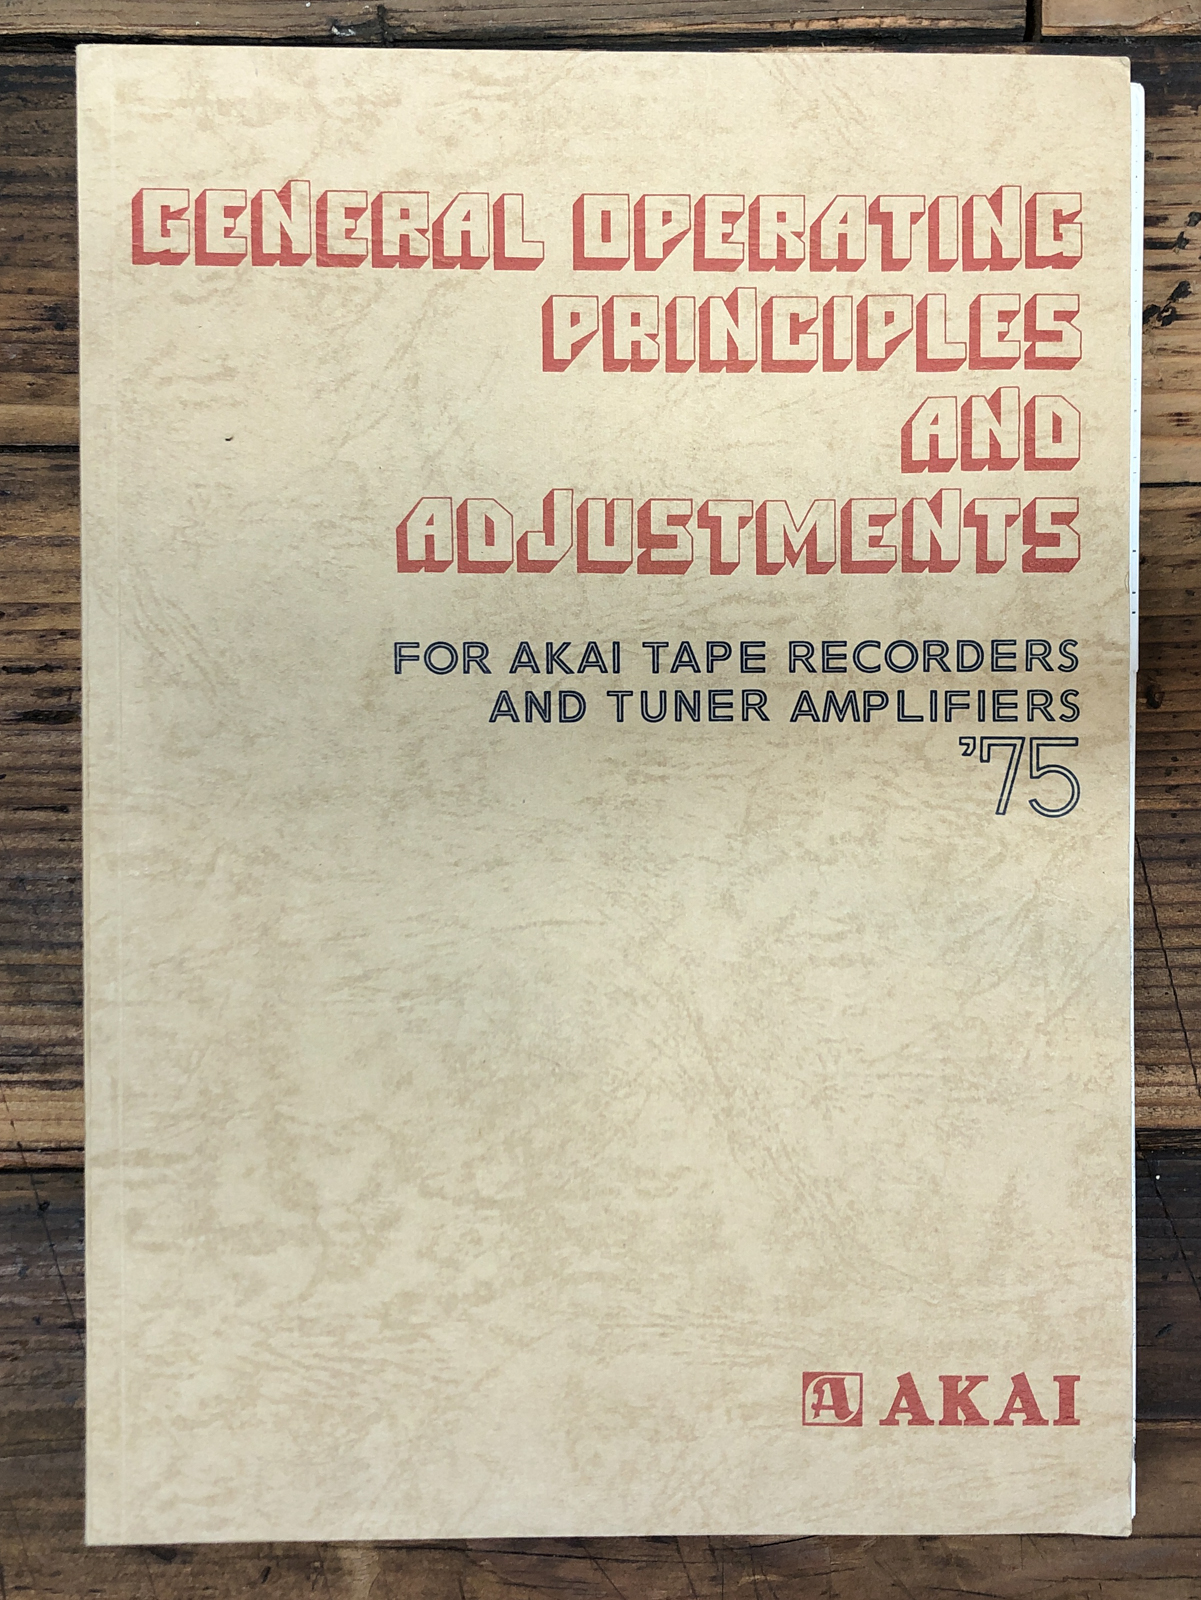 GENERAL OPERATING
PRINCIPLES
AND
ADJUSTMENTS
FOR AKAI TAPE RECORDERS
AND TUNER AMPLIFIERS
'75
A AKAI